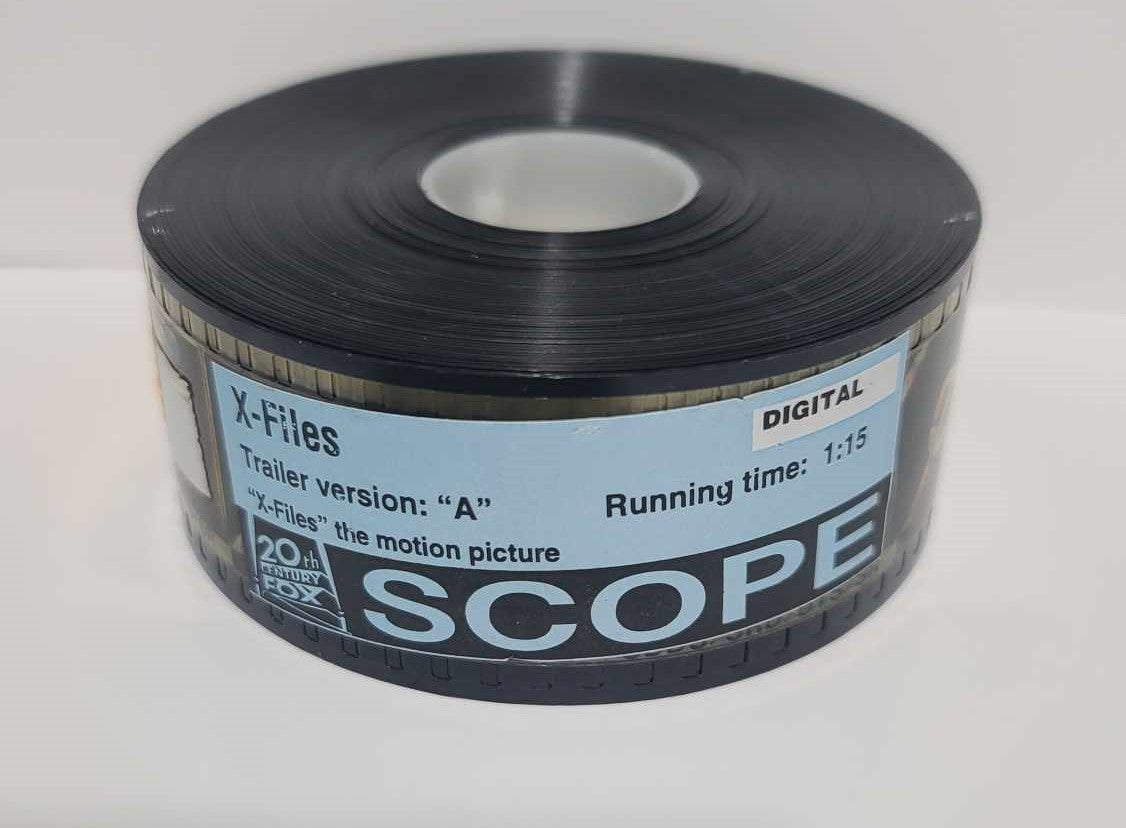 X-Files
DIGITAL
Trailer version: “A”
Running time: 1:15
“X-Files” the motion picture
20th
CENTURY
FOX
SCOPE